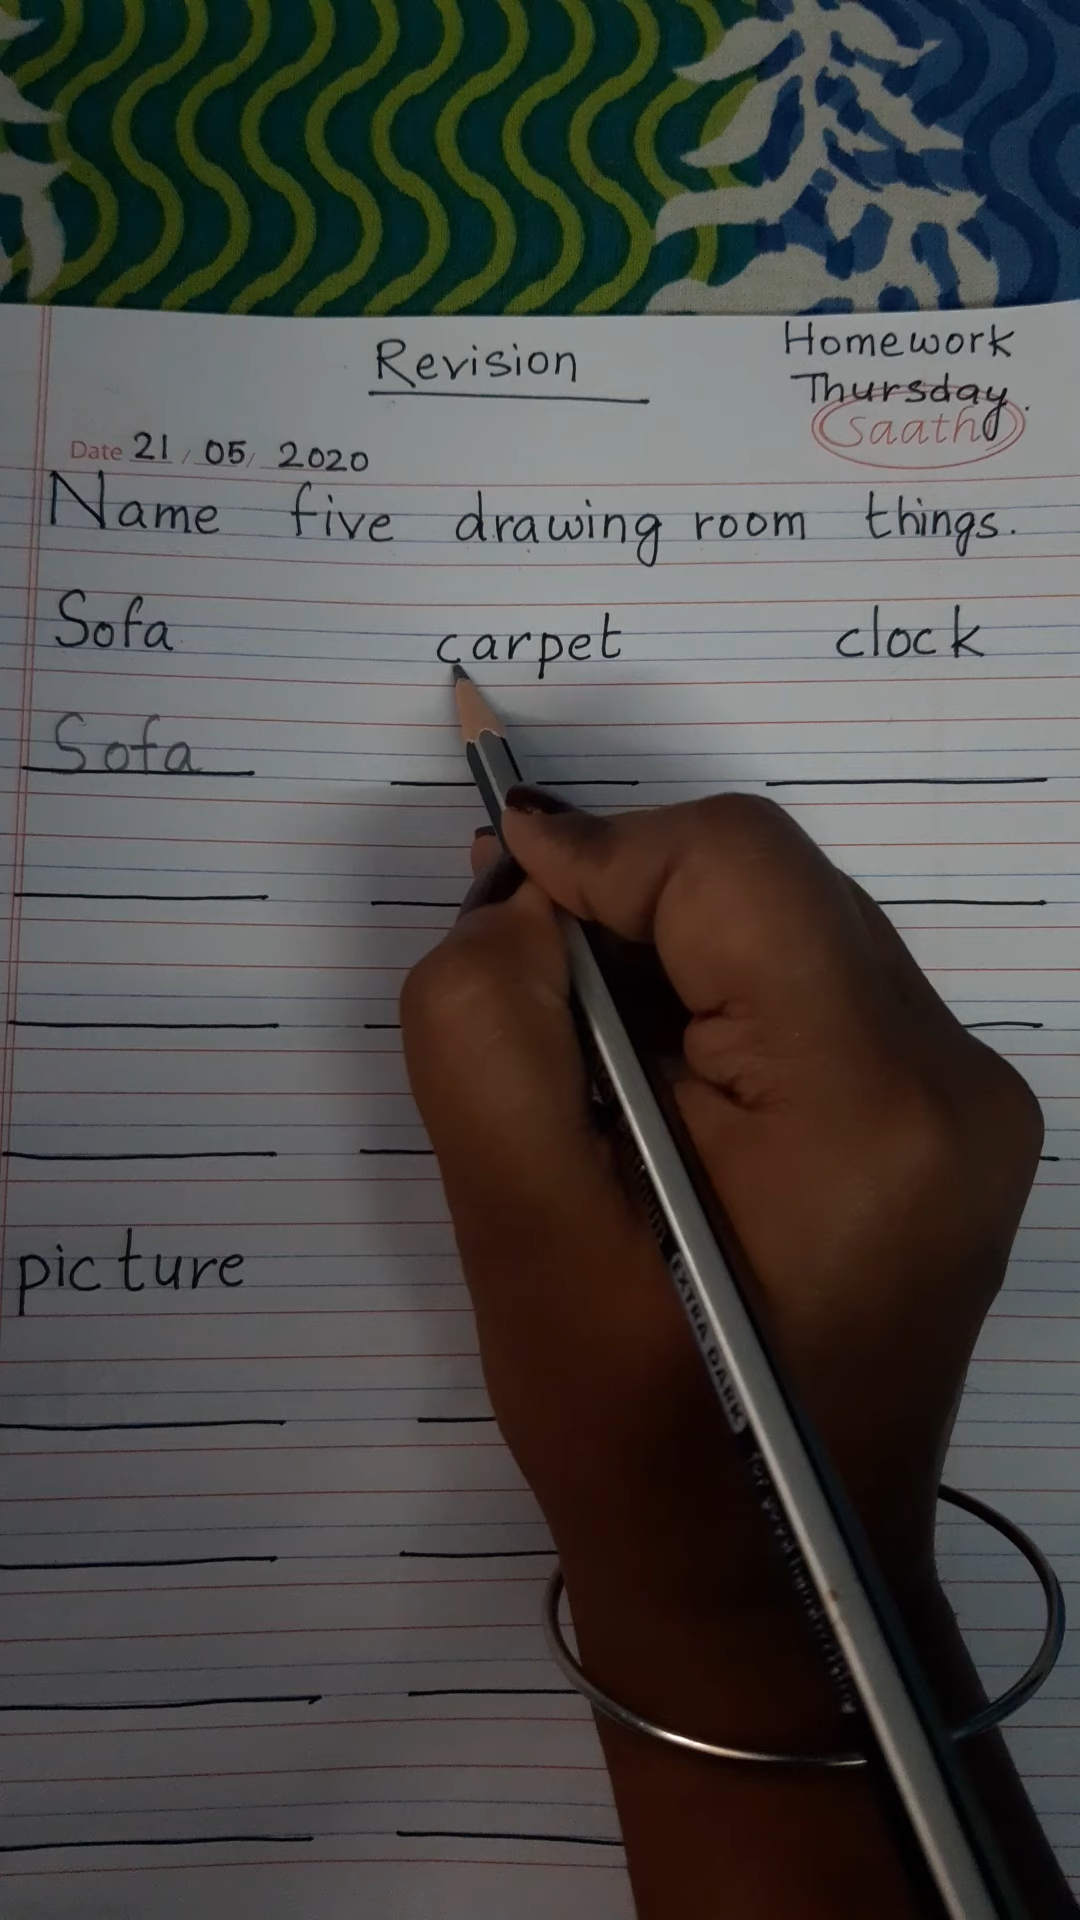 Revision
Homework
Thursday.
saathi
Date 21/05/2020
Name five drawing room things.
Sofa carpet clock
Sofa
picture
EXTRA DARK